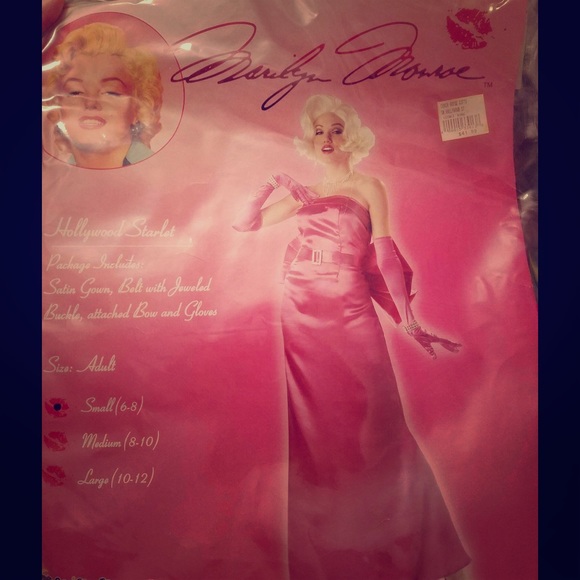 Marilyn Monroe ™
Hollywood Starlet
Package Includes:
Satin Gown, Belt with Jeweled
Buckle, attached Bow and Gloves
Size: Adult
Small (6-8)
Medium (8-10)
Large (10-12)